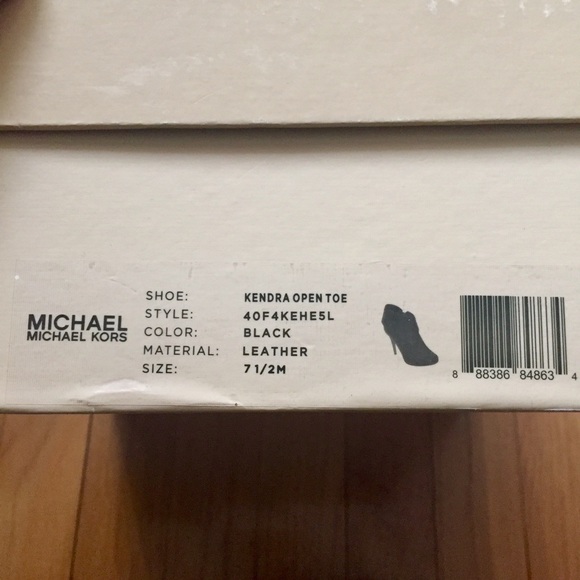 MICHAEL
MICHAEL KORS
SHOE: KENDRA OPEN TOE
STYLE: 40F4KEHE5L
COLOR: BLACK
MATERIAL: LEATHER
SIZE: 7 1/2M
8 88386 84863 4